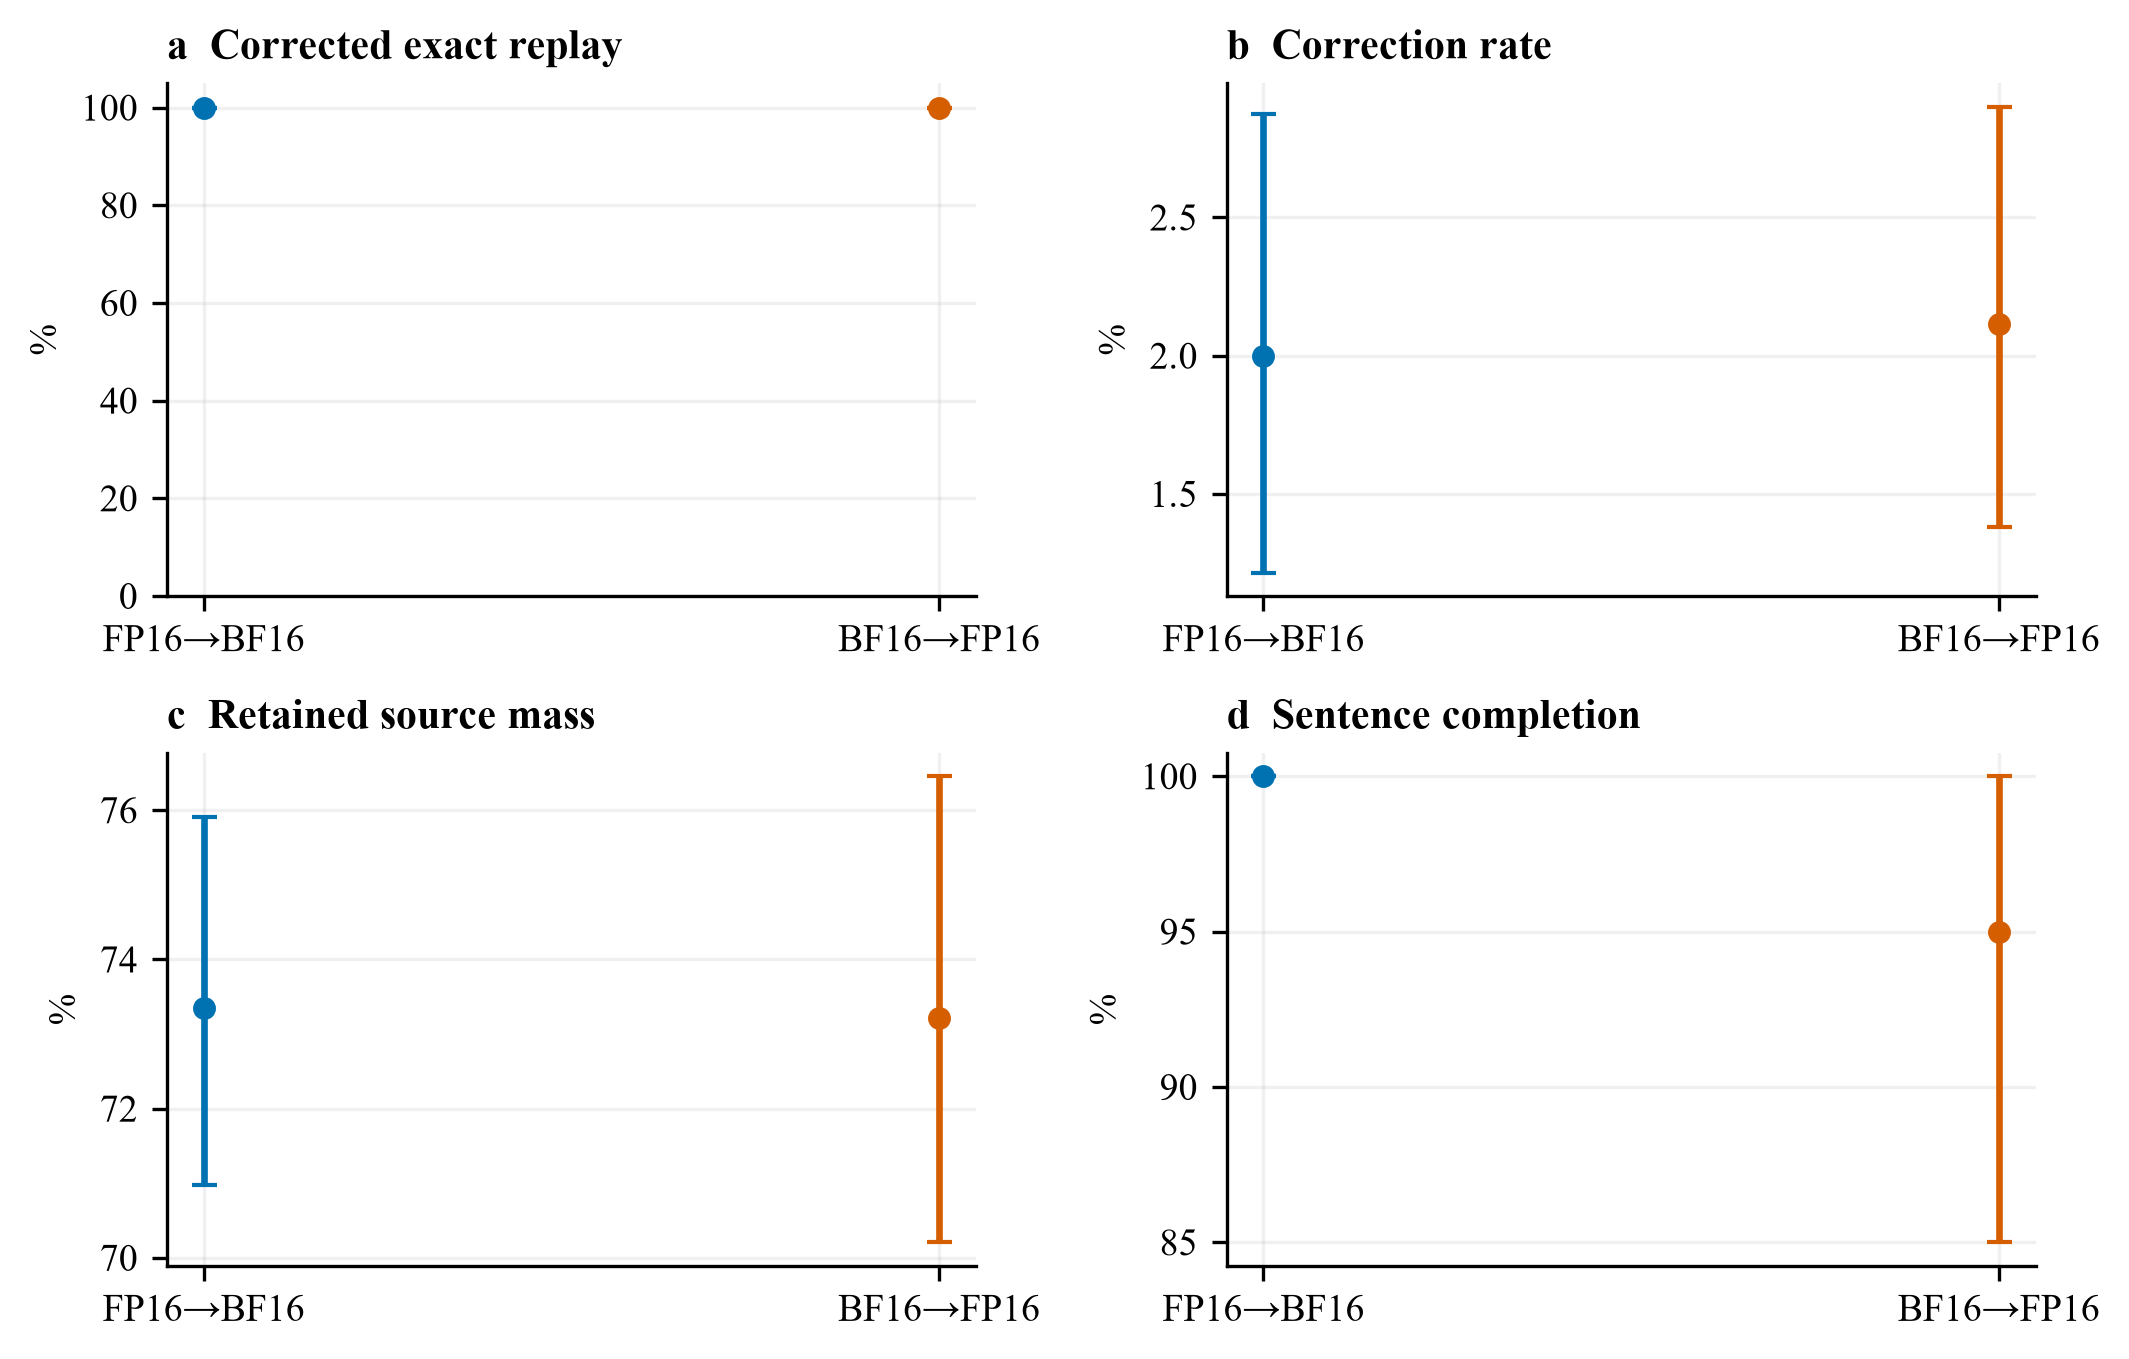 a Corrected exact replay
100
80
60
40
20
0
%
FP16→BF16
BF16→FP16
b Correction rate
2.5
2.0
1.5
%
FP16→BF16
BF16→FP16
c Retained source mass
76
74
72
70
%
FP16→BF16
BF16→FP16
d Sentence completion
100
95
90
85
%
FP16→BF16
BF16→FP16